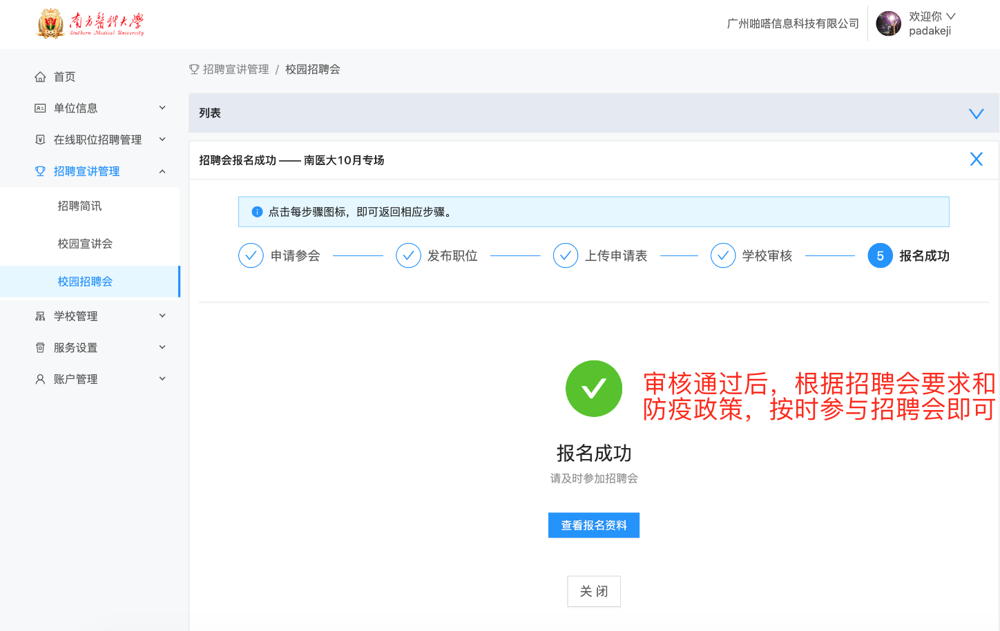 南方醫科大學
Southern Medical University
广州啪嗒信息科技有限公司
欢迎你
padakeji
首页
单位信息
在线职位招聘管理
招聘宣讲管理
招聘简讯
校园宣讲会
校园招聘会
学校管理
服务设置
账户管理
招聘宣讲管理 / 校园招聘会
列表
招聘会报名成功 —— 南医大10月专场
点击每步骤图标，即可返回相应步骤。
申请参会
发布职位
上传申请表
学校审核
5 报名成功
审核通过后，根据招聘会要求和
防疫政策，按时参与招聘会即可
报名成功
请及时参加招聘会
查看报名资料
关 闭